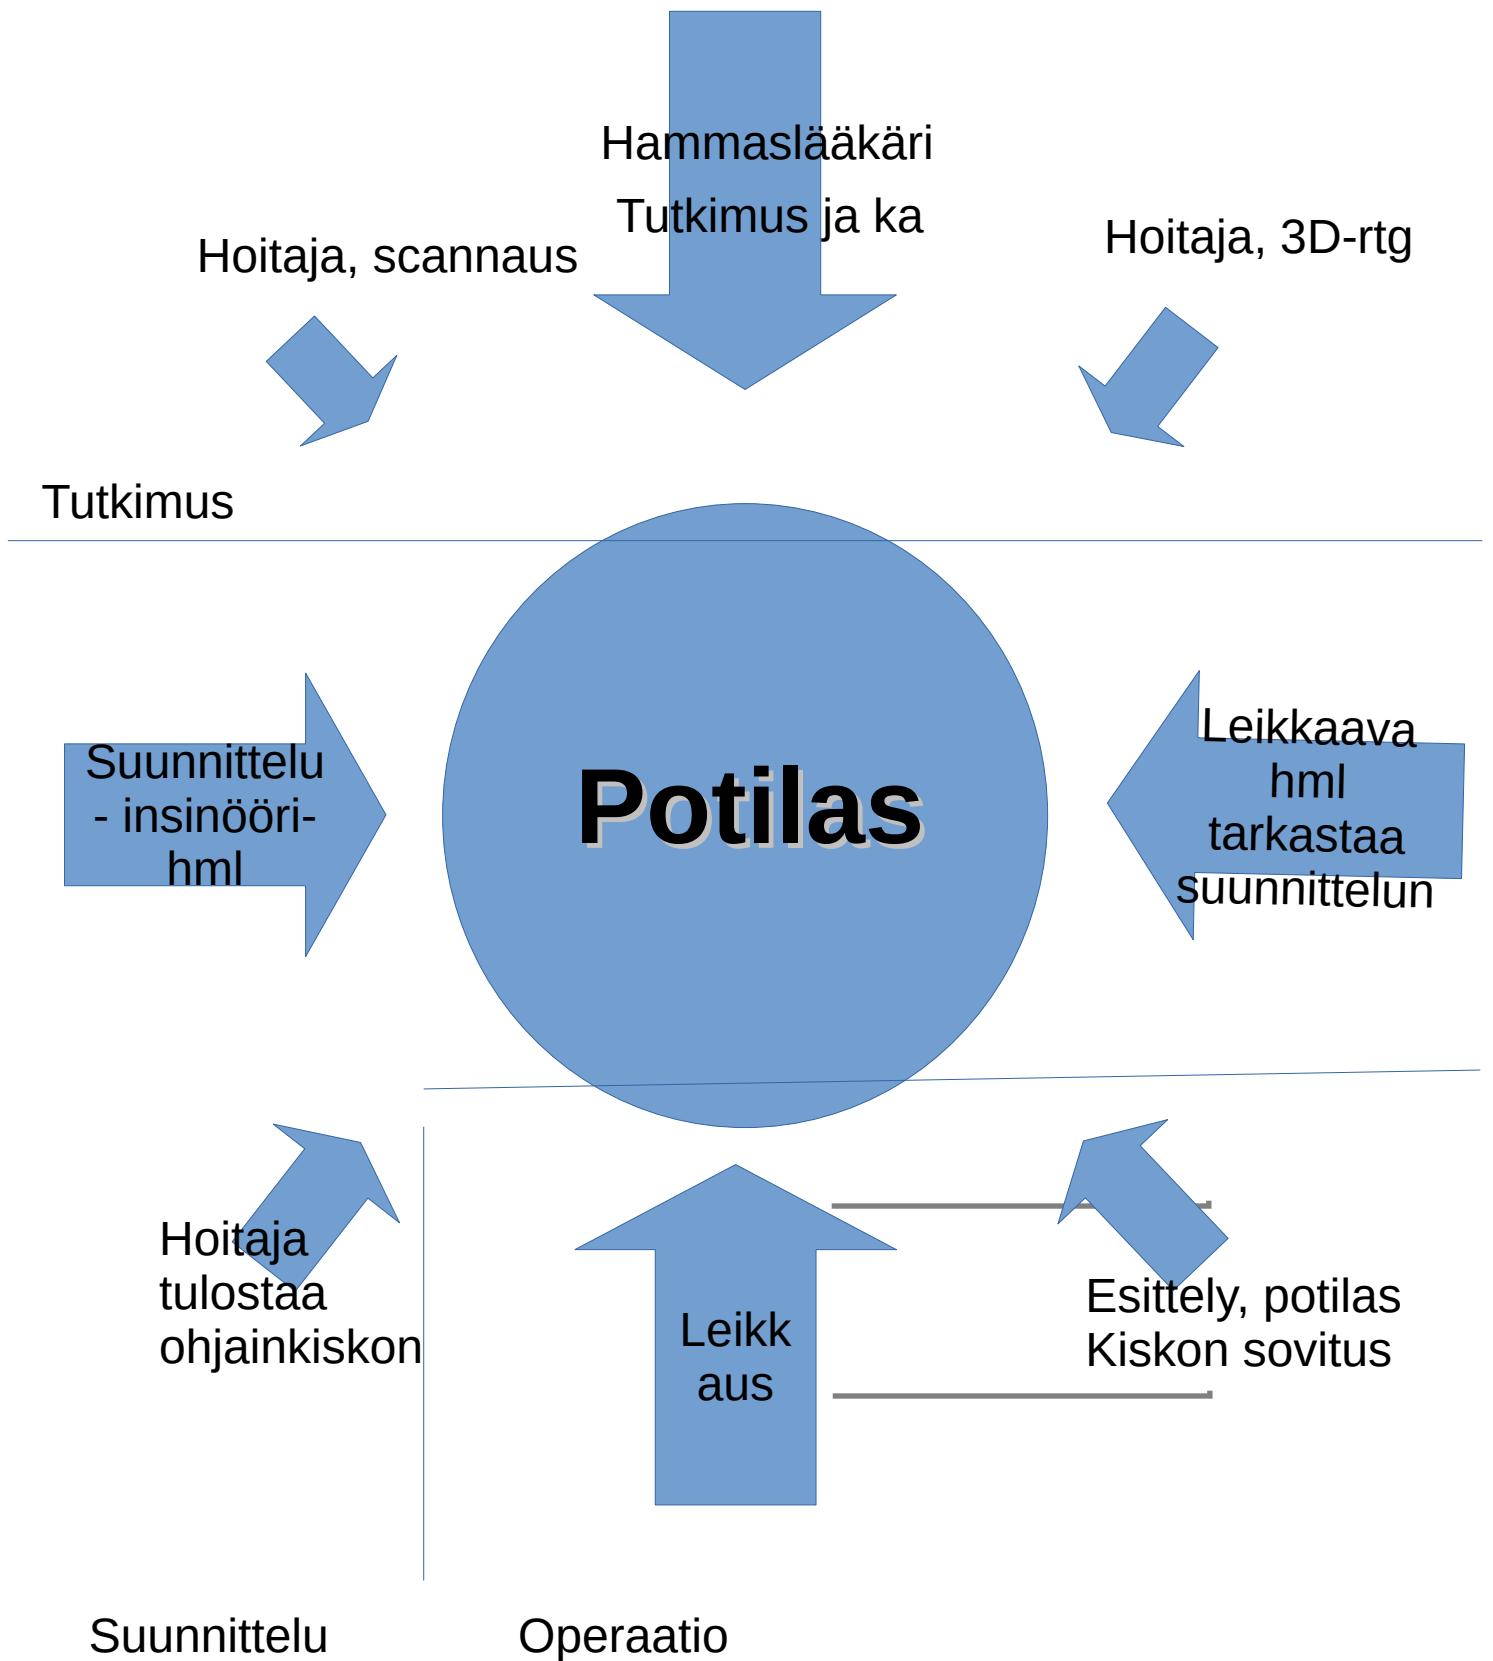 Hammaslääkäri
Tutkimus ja ka
Hoitaja, scannaus
Hoitaja, 3D-rtg
Tutkimus
Suunnittelu
- insinööri-
hml
Potilas
Leikkaava
hml
tarkastaa
suunnittelun
Hoitaja
tulostaa
ohjainkiskon
Leikk
aus
Esittely, potilas
Kiskon sovitus
Suunnittelu
Operaatio